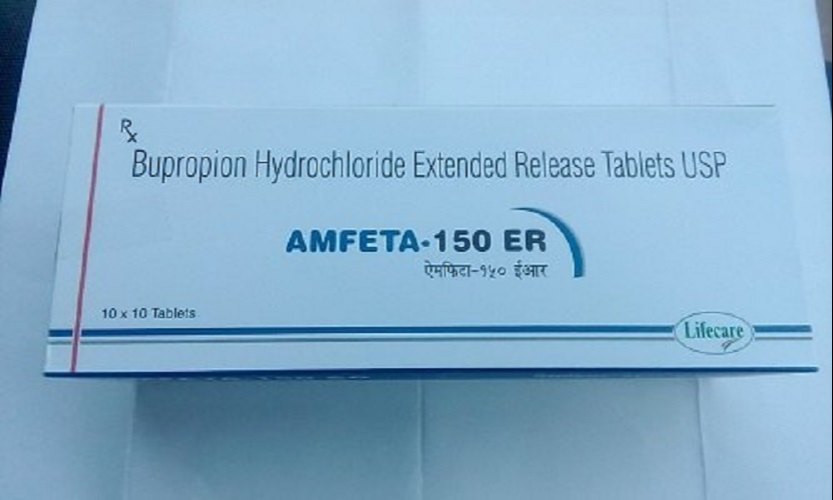 Rx
Bupropion Hydrochloride Extended Release Tablets USP
AMFETA-150 ER
ऐमफिटा-१५० ईआर
10 x 10 Tablets
Lifecare